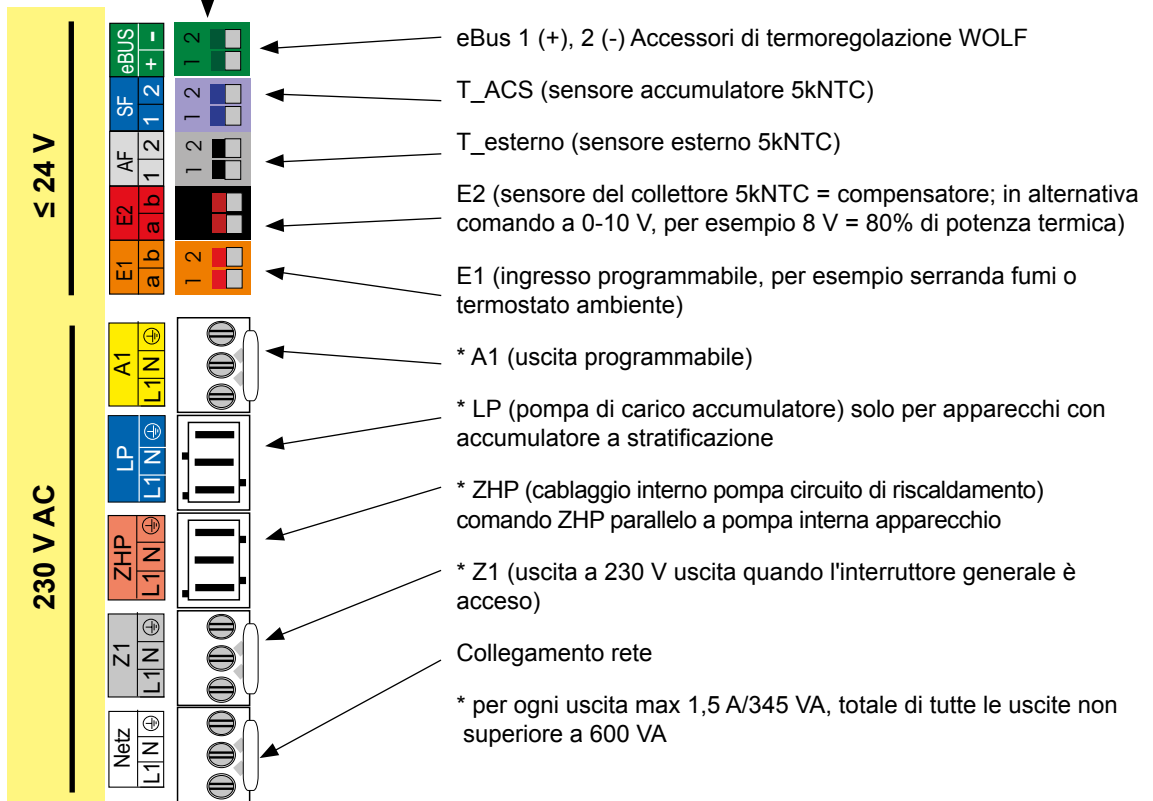 ≤ 24 V
230 V AC
eBUS
+ -
1 2
SF
1 2
1 2
AF
1 2
1 2
E2
a b
E1
a b
1 2
A1
L1 N
LP
L1 N
ZHP
L1 N
Z1
L1 N
Netz
L1 N
eBus 1 (+), 2 (-) Accessori di termoregolazione WOLF
T_ACS (sensore accumulatore 5kNTC)
T_esterno (sensore esterno 5kNTC)
E2 (sensore del collettore 5kNTC = compensatore; in alternativa
comando a 0-10 V, per esempio 8 V = 80% di potenza termica)
E1 (ingresso programmabile, per esempio serranda fumi o
termostato ambiente)
* A1 (uscita programmabile)
* LP (pompa di carico accumulatore) solo per apparecchi con
accumulatore a stratificazione
* ZHP (cablaggio interno pompa circuito di riscaldamento)
comando ZHP parallelo a pompa interna apparecchio
* Z1 (uscita a 230 V uscita quando l'interruttore generale è
acceso)
Collegamento rete
* per ogni uscita max 1,5 A/345 VA, totale di tutte le uscite non
superiore a 600 VA